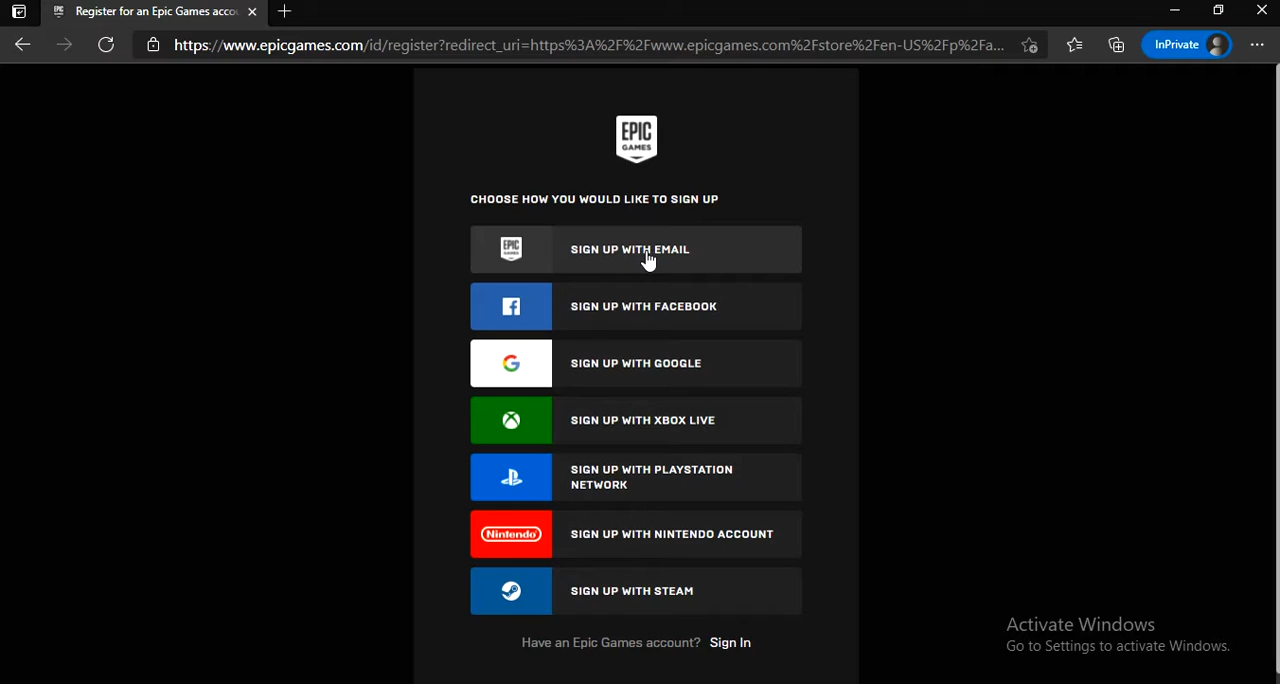 Register for an Epic Games acco
https://www.epicgames.com/id/register?redirect_uri=https%3A%2F%2Fwww.epicgames.com%2Fstore%2Fen-US%2Fp%2Fa...
InPrivate
EPIC
GAMES
CHOOSE HOW YOU WOULD LIKE TO SIGN UP
EPIC
GAMES
SIGN UP WITH EMAIL
SIGN UP WITH FACEBOOK
SIGN UP WITH GOOGLE
SIGN UP WITH XBOX LIVE
SIGN UP WITH PLAYSTATION
NETWORK
Nintendo
SIGN UP WITH NINTENDO ACCOUNT
SIGN UP WITH STEAM
Have an Epic Games account? Sign In
Activate Windows
Go to Settings to activate Windows.